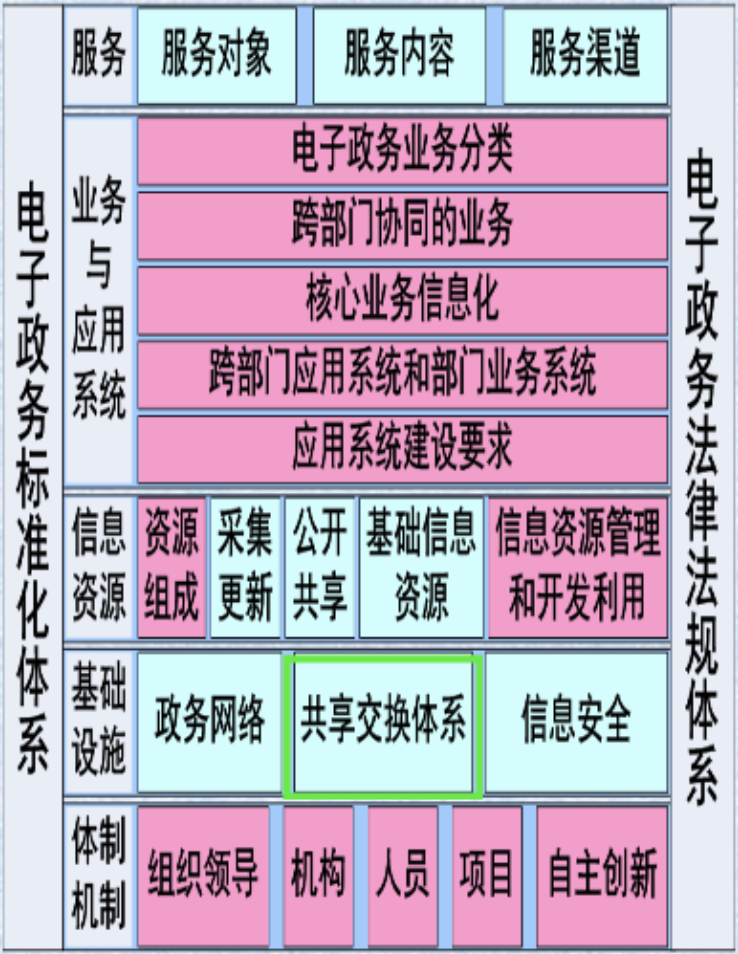 电子政务标准化体系
服务
服务对象
服务内容
服务渠道
业务
与
应用
系统
电子政务业务分类
跨部门协同的业务
核心业务信息化
跨部门应用系统和部门业务系统
应用系统建设要求
信息
资源
资源
组成
采集
更新
公开
共享
基础信息
资源
信息资源管理
和开发利用
基础
设施
政务网络
共享交换体系
信息安全
体制
机制
组织领导
机构
人员
项目
自主创新
电子政务法律法规体系